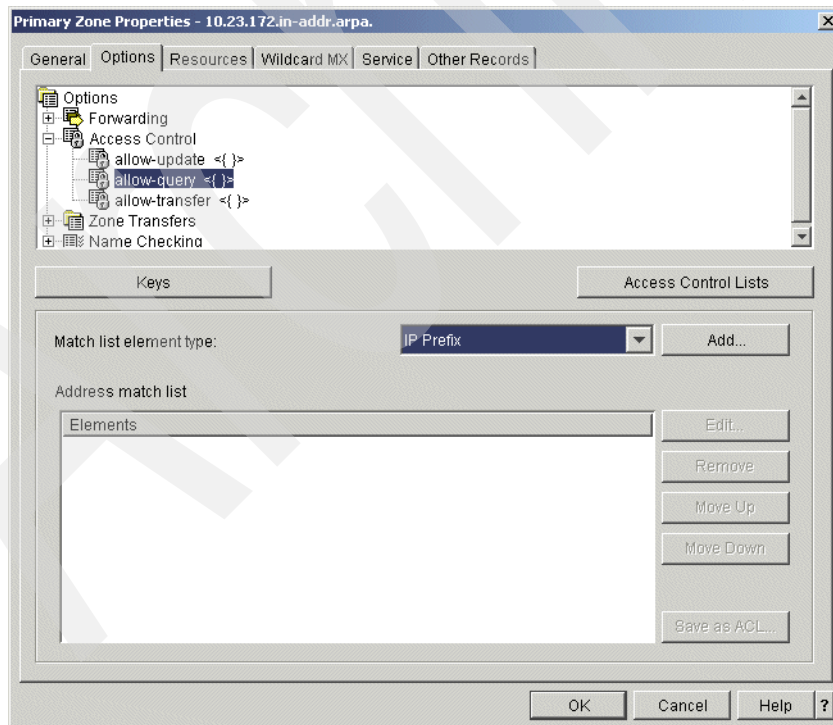 Primary Zone Properties - 10.23.172.in-addr.arpa.
General Options Resources Wildcard MX Service Other Records
Options
Forwarding
Access Control
allow-update <{ }>
allow-query <{ }>
allow-transfer <{ }>
Zone Transfers
Name Checking
Keys Access Control Lists
Match list element type: IP Prefix Add...
Address match list
Elements
Edit...
Remove
Move Up
Move Down
Save as ACL...
OK Cancel Help ?